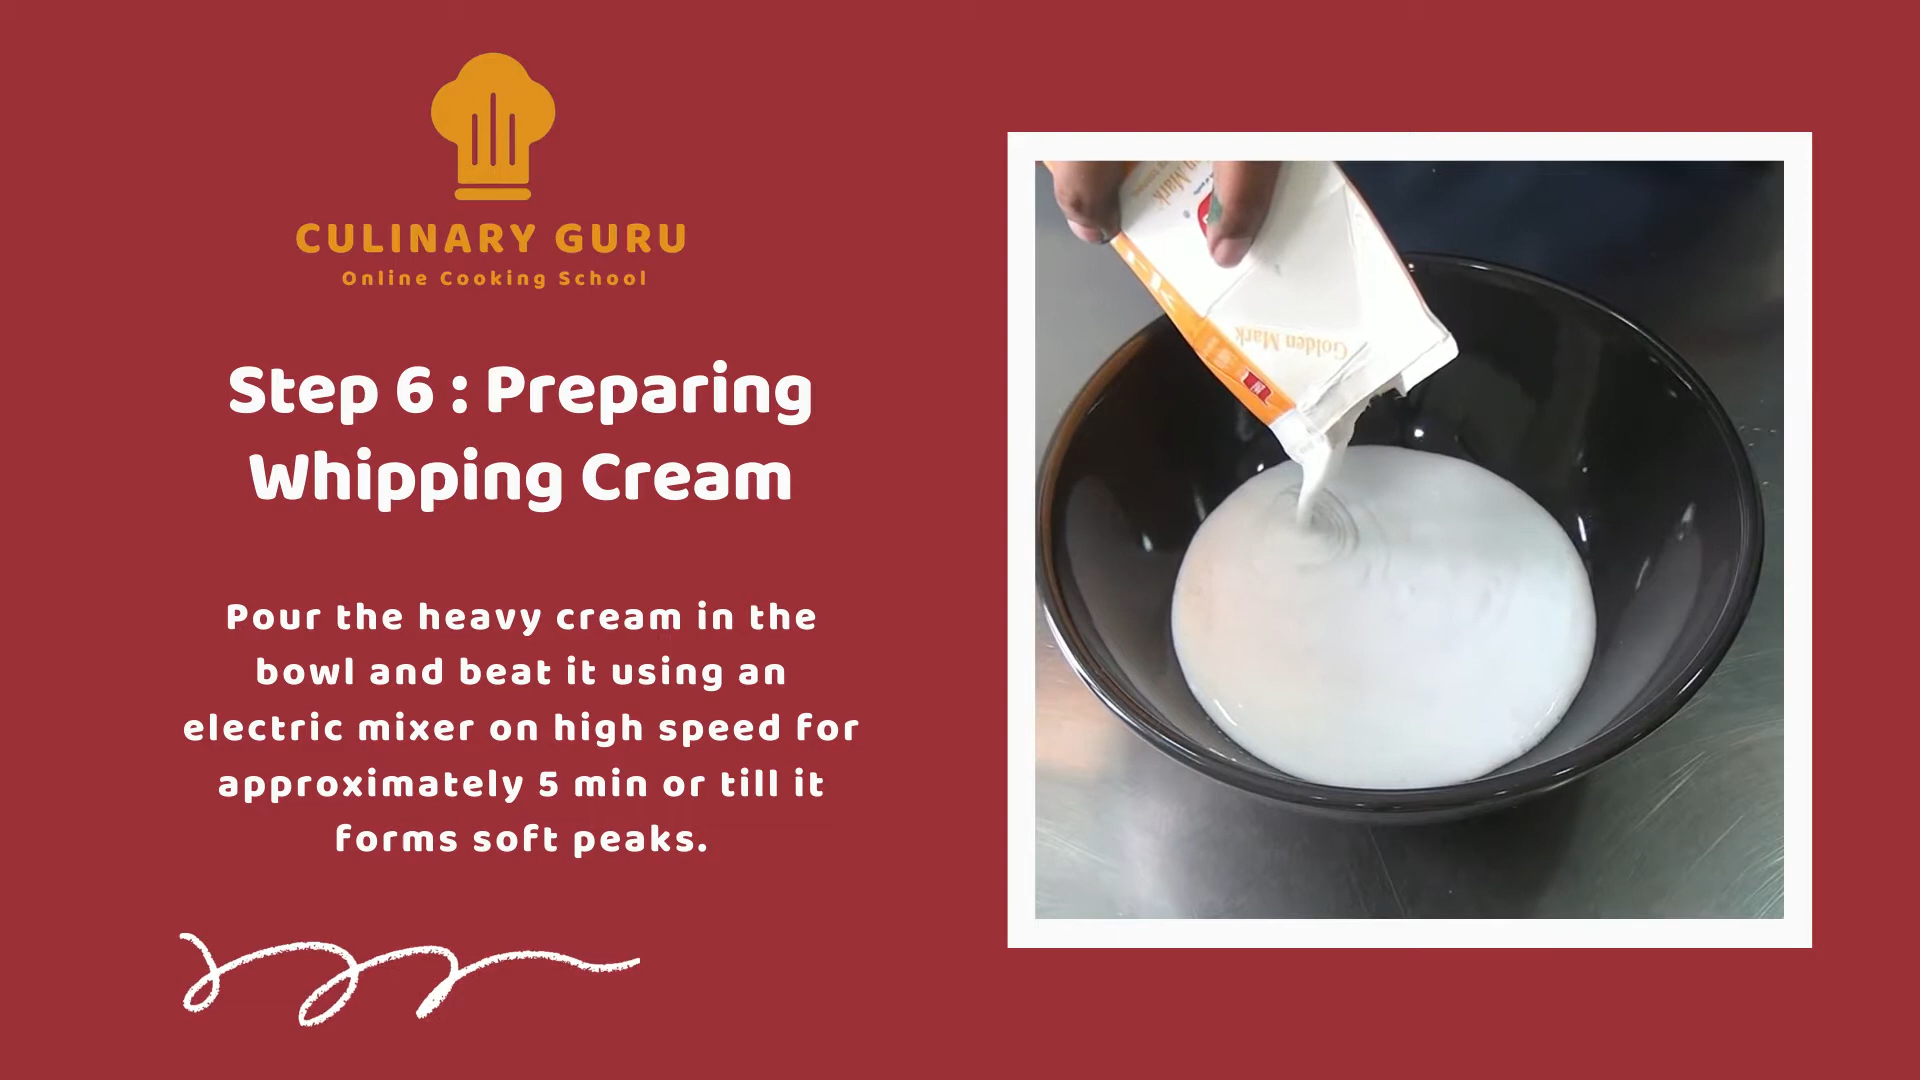 CULINARY GURU
Online Cooking School
Step 6 : Preparing
Whipping Cream
Pour the heavy cream in the
bowl and beat it using an
electric mixer on high speed for
approximately 5 min or till it
forms soft peaks.
Mark
Golden Mark